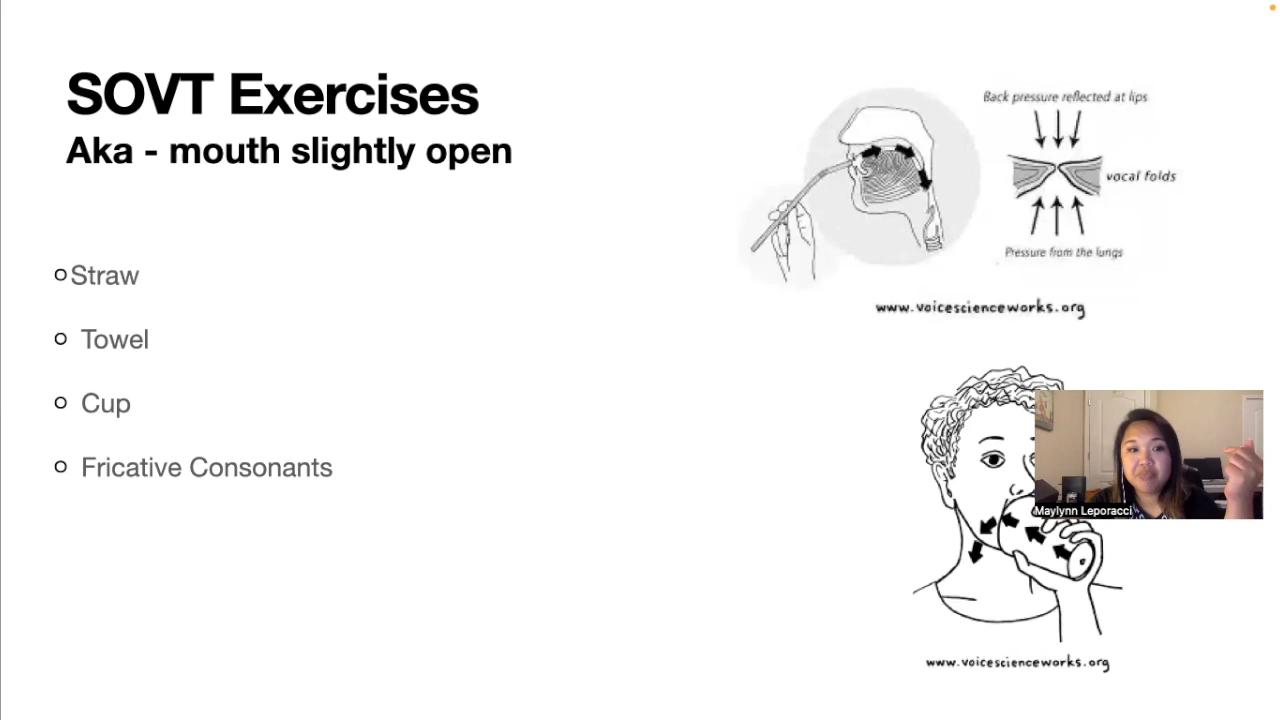 SOVT Exercises
Aka - mouth slightly open
Straw
Towel
Cup
Fricative Consonants
Back pressure reflected at lips
vocal folds
Pressure from the lungs
www.voicescienceworks.org
Maylynn Leporacci
www.voicescienceworks.org